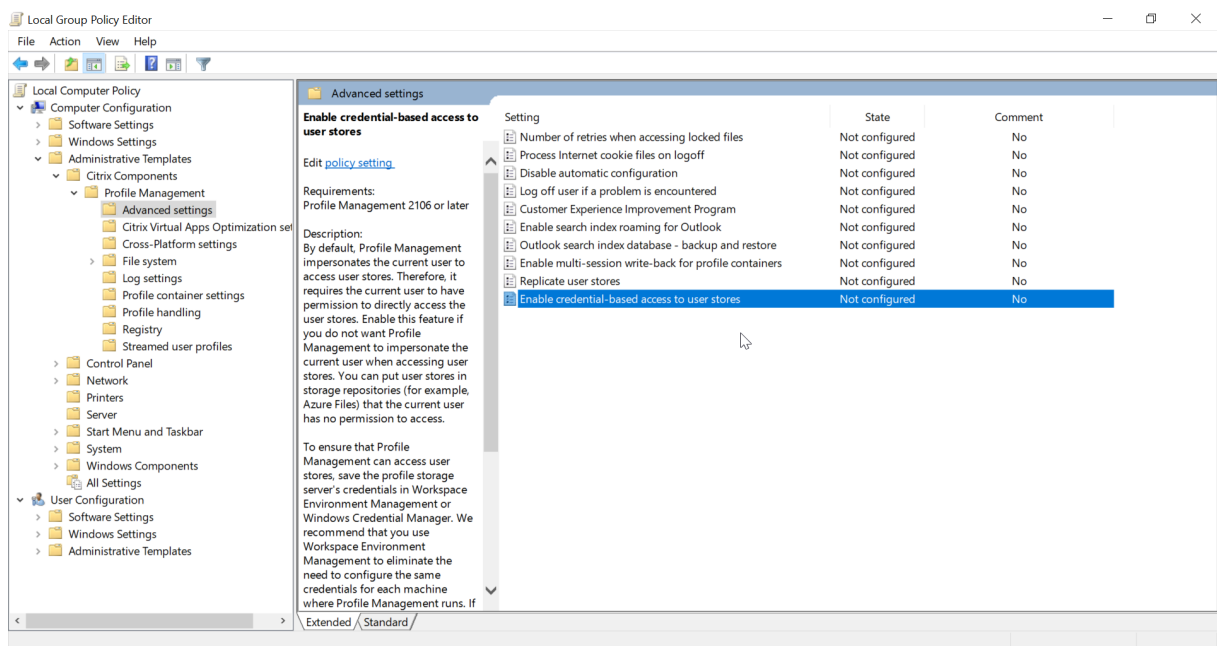 Local Group Policy Editor
File Action View Help
Local Computer Policy
Computer Configuration
Software Settings
Windows Settings
Administrative Templates
Citrix Components
Profile Management
Advanced settings
Citrix Virtual Apps Optimization set
Cross-Platform settings
File system
Log settings
Profile container settings
Profile handling
Registry
Streamed user profiles
Control Panel
Network
Printers
Server
Start Menu and Taskbar
System
Windows Components
All Settings
User Configuration
Software Settings
Windows Settings
Administrative Templates
Advanced settings
Enable credential-based access to
user stores
Edit policy setting
Requirements:
Profile Management 2106 or later
Description:
By default, Profile Management
impersonates the current user to
access user stores. Therefore, it
requires the current user to have
permission to directly access the
user stores. Enable this feature if
you do not want Profile
Management to impersonate the
current user when accessing user
stores. You can put user stores in
storage repositories (for example,
Azure Files) that the current user
has no permission to access.
To ensure that Profile
Management can access user
stores, save the profile storage
server's credentials in Workspace
Environment Management or
Windows Credential Manager. We
recommend that you use
Workspace Environment
Management to eliminate the
need to configure the same
credentials for each machine
where Profile Management runs. If
Setting State Comment
Number of retries when accessing locked files Not configured No
Process Internet cookie files on logoff Not configured No
Disable automatic configuration Not configured No
Log off user if a problem is encountered Not configured No
Customer Experience Improvement Program Not configured No
Enable search index roaming for Outlook Not configured No
Outlook search index database - backup and restore Not configured No
Enable multi-session write-back for profile containers Not configured No
Replicate user stores Not configured No
Enable credential-based access to user stores Not configured No
Extended Standard